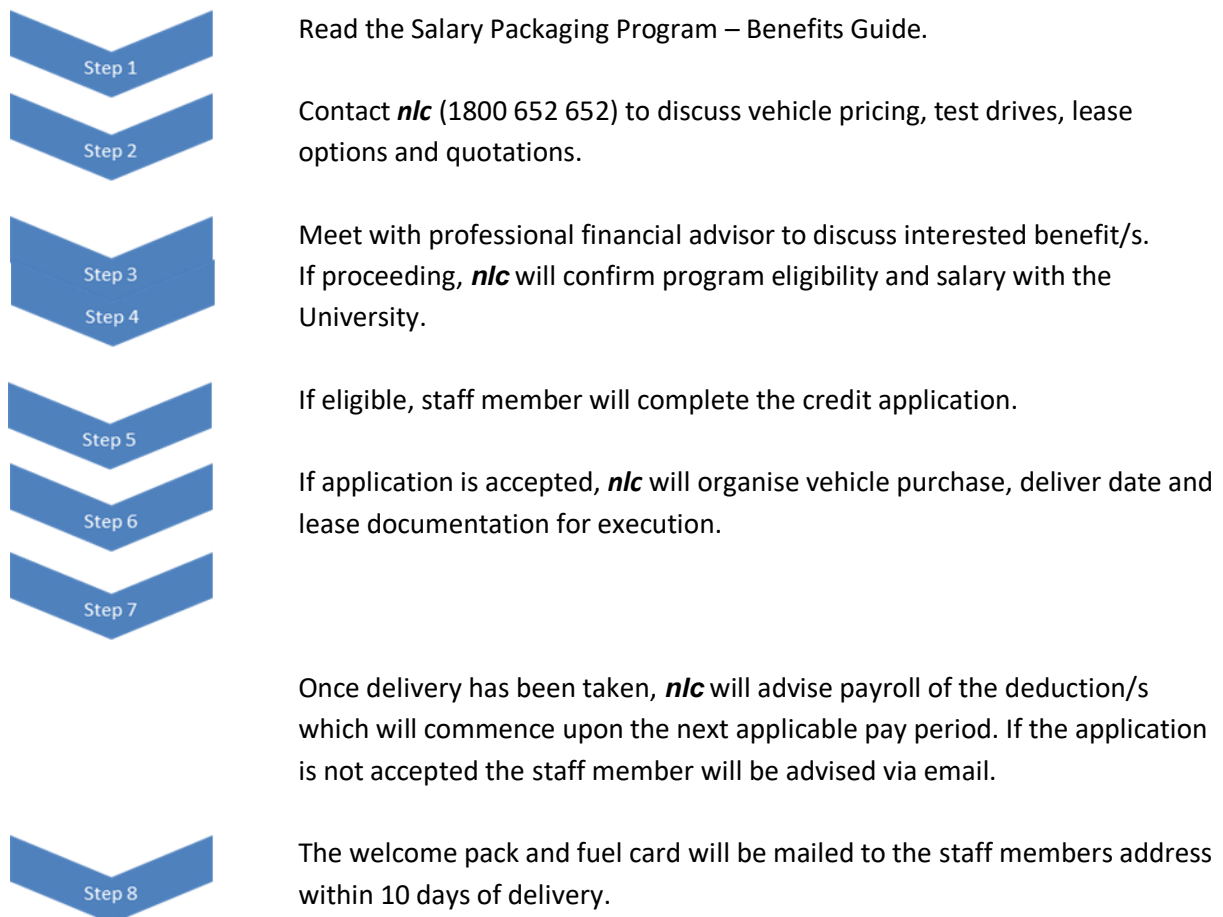 Step 1
Read the Salary Packaging Program – Benefits Guide.
Step 2
Contact nlc (1800 652 652) to discuss vehicle pricing, test drives, lease
options and quotations.
Step 3
Meet with professional financial advisor to discuss interested benefit/s.
Step 4
If proceeding, nlc will confirm program eligibility and salary with the
University.
Step 5
If eligible, staff member will complete the credit application.
Step 6
If application is accepted, nlc will organise vehicle purchase, deliver date and
lease documentation for execution.
Step 7
Once delivery has been taken, nlc will advise payroll of the deduction/s
which will commence upon the next applicable pay period. If the application
is not accepted the staff member will be advised via email.
Step 8
The welcome pack and fuel card will be mailed to the staff members address
within 10 days of delivery.